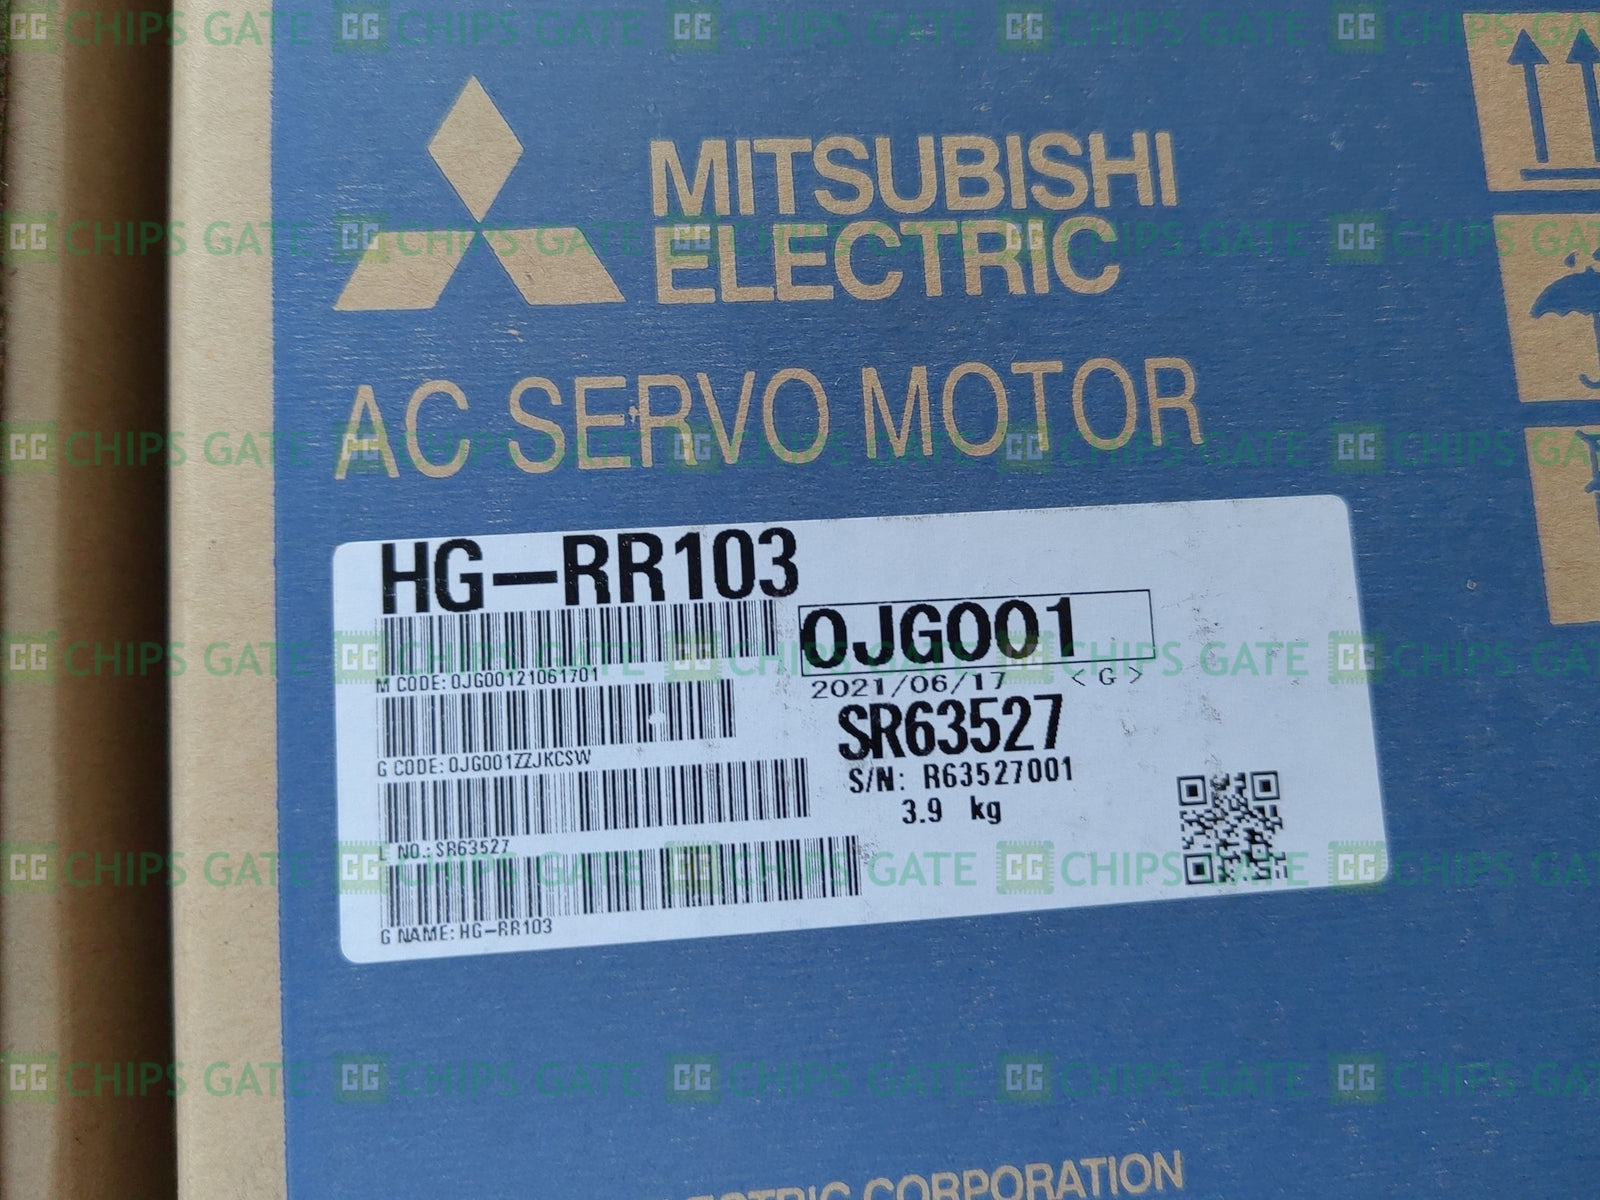 MITSUBISHI
ELECTRIC
AC SERVO MOTOR
HG-RR103
0JG001
M CODE: 0JG00121061701
2021/06/17 <G>
SR63527
G CODE: 0JG001ZZJKCSW
S/N: R63527001
3.9 kg
L NO.: SR63527
G NAME: HG-RR103
CORPORATION
CHIPS GATE